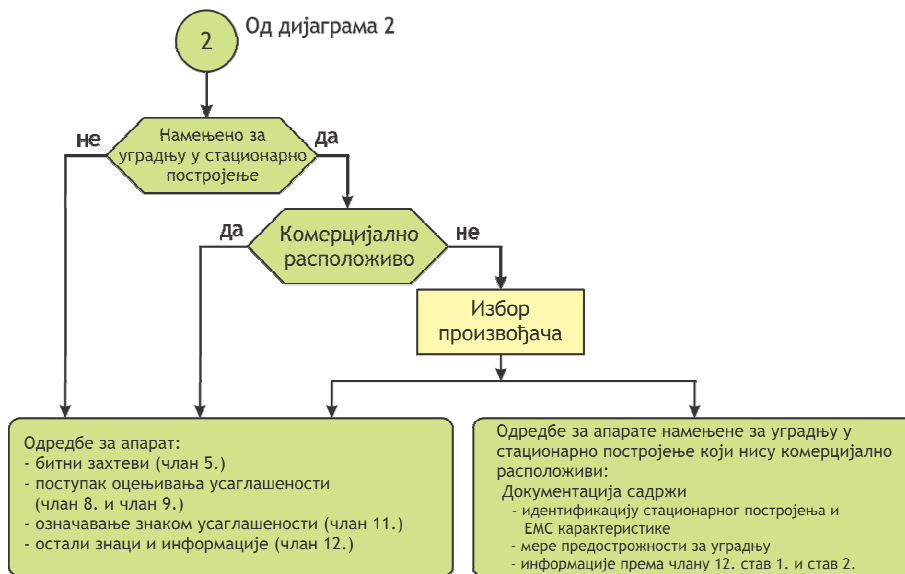 Од дијаграма 2
2
Намењено за
уградњу у стационарно
постројење
не
да
Комерцијално
расположиво
да
не
Избор
произвођача
Одредбе за апарат:
- битни захтеви (члан 5.)
- поступак оцењивања усаглашености
(члан 8. и члан 9.)
- означавање знаком усаглашености (члан 11.)
- остали знаци и информације (члан 12.)
Одредбе за апарате намењене за уградњу у
стационарно постројење који нису комерцијално
расположиви:
Документација садржи
- идентификацију стационарног постројења и
ЕМС карактеристике
- мере предострожности за уградњу
- информације према члану 12. став 1. и став 2.